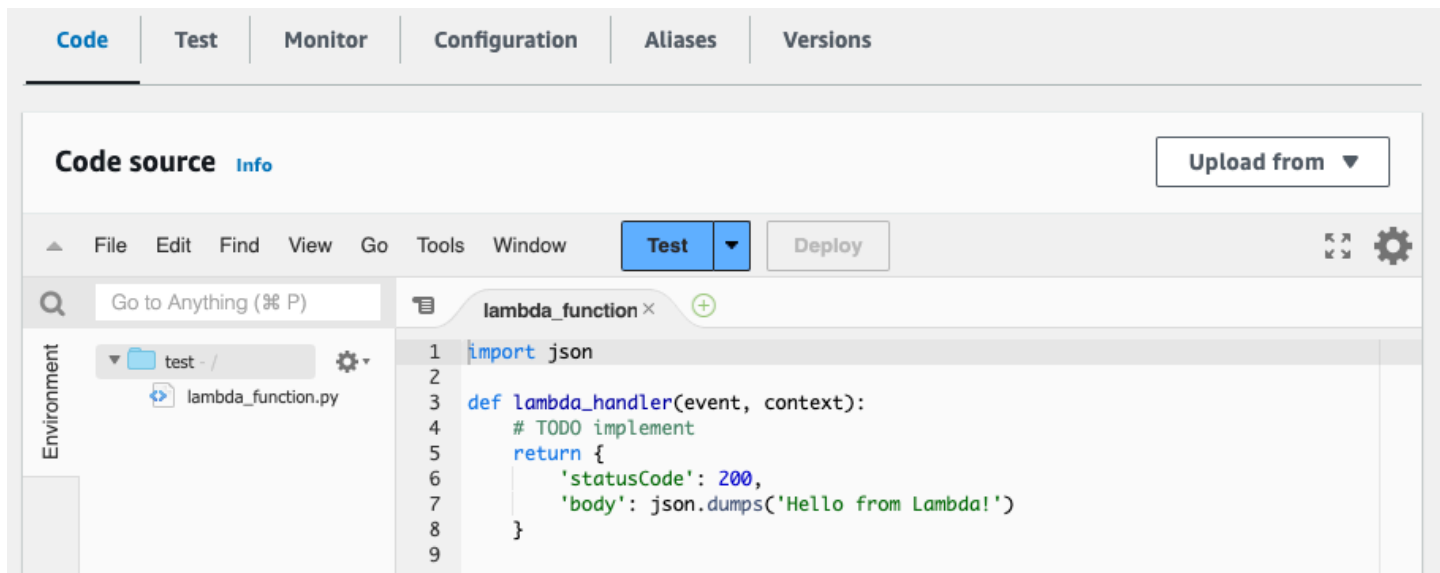 Code Test Monitor Configuration Aliases Versions
Code source Info Upload from
File Edit Find View Go Tools Window Test Deploy
Go to Anything (⌘ P) lambda_function
Environment
test - /
lambda_function.py
1 import json
2
3 def lambda_handler(event, context):
4     # TODO implement
5     return {
6         'statusCode': 200,
7         'body': json.dumps('Hello from Lambda!')
8     }
9